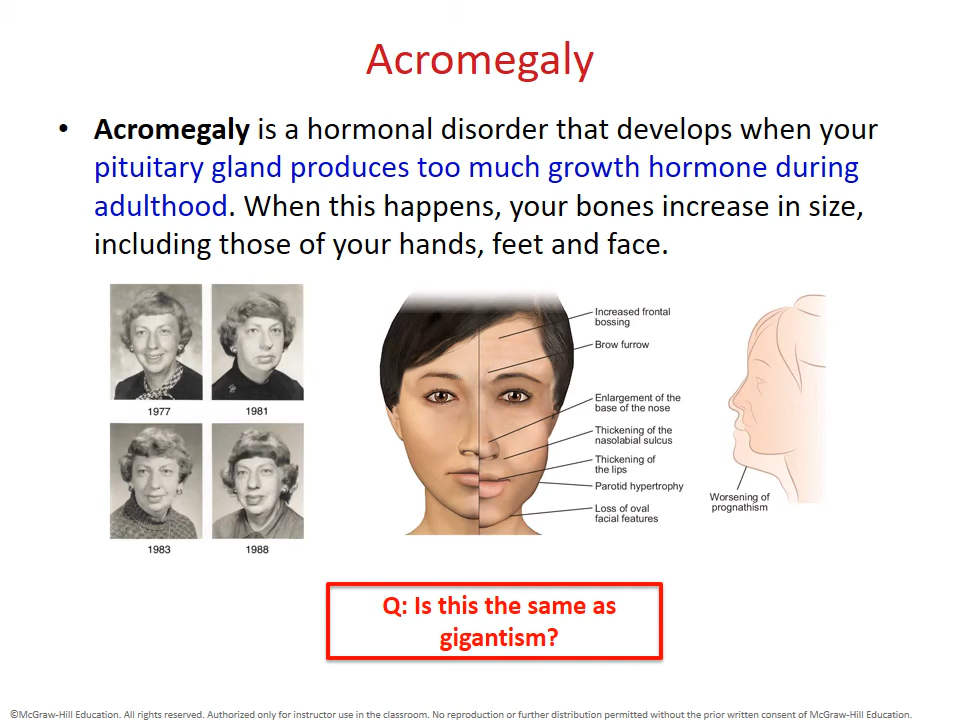 Acromegaly
• Acromegaly is a hormonal disorder that develops when your
pituitary gland produces too much growth hormone during
adulthood. When this happens, your bones increase in size,
including those of your hands, feet and face.
1977
1981
1983
1988
Increased frontal
bossing
Brow furrow
Enlargement of the
base of the nose
Thickening of the
nasolabial sulcus
Thickening of
the lips
Parotid hypertrophy
Loss of oval
facial features
Worsening of
prognathism
Q: Is this the same as
gigantism?
©McGraw-Hill Education. All rights reserved. Authorized only for instructor use in the classroom. No reproduction or further distribution permitted without the prior written consent of McGraw-Hill Education.